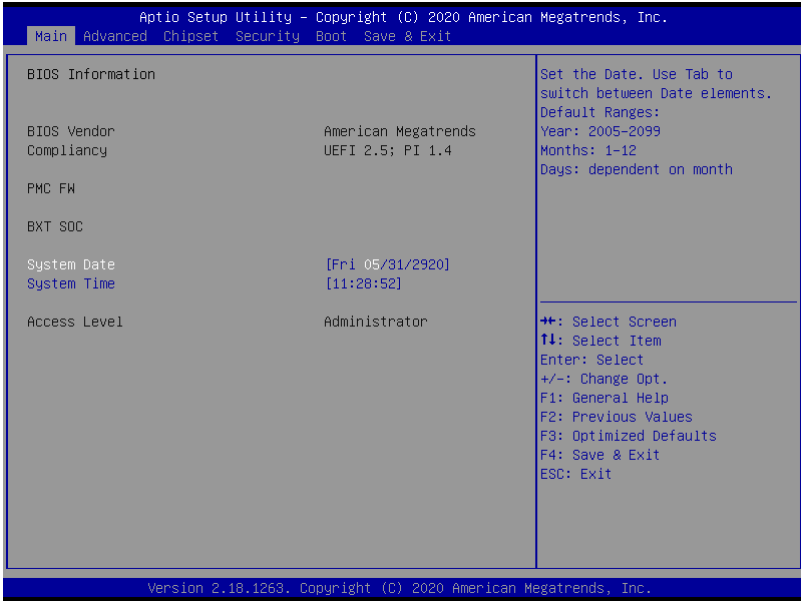 Aptio Setup Utility – Copyright (C) 2020 American Megatrends, Inc.
Main Advanced Chipset Security Boot Save & Exit
BIOS Information
BIOS Vendor American Megatrends
Compliancy UEFI 2.5; PI 1.4
PMC FW
BXT SOC
System Date [Fri 05/31/2920]
System Time [11:28:52]
Access Level Administrator
Set the Date. Use Tab to
switch between Date elements.
Default Ranges:
Year: 2005–2099
Months: 1–12
Days: dependent on month
→←: Select Screen
↑↓: Select Item
Enter: Select
+/–: Change Opt.
F1: General Help
F2: Previous Values
F3: Optimized Defaults
F4: Save & Exit
ESC: Exit
Version 2.18.1263. Copyright (C) 2020 American Megatrends, Inc.